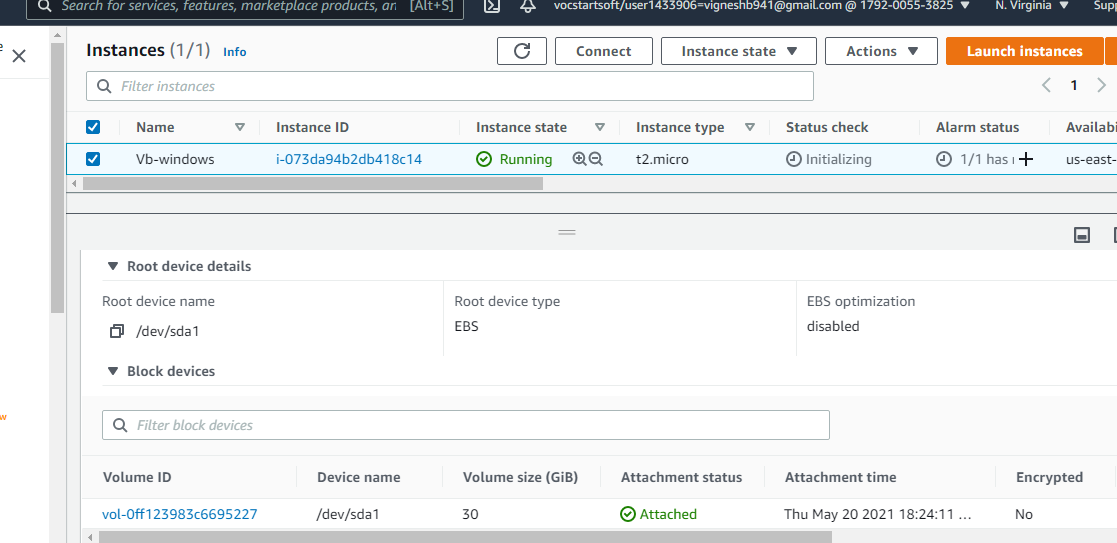 Search for services, features, marketplace products, an [Alt+S] vocstartsoft/user1433906=vigneshb941@gmail.com @ 1792-0055-3825 N. Virginia Supp
Instances (1/1) Info Connect Instance state Actions Launch instances
Filter instances 1
Name Instance ID Instance state Instance type Status check Alarm status Availabi
Vb-windows i-073da94b2db418c14 Running t2.micro Initializing 1/1 has us-east-
Root device details
Root device name Root device type EBS optimization
/dev/sda1 EBS disabled
Block devices
Filter block devices
Volume ID Device name Volume size (GiB) Attachment status Attachment time Encrypted
vol-0ff123983c6695227 /dev/sda1 30 Attached Thu May 20 2021 18:24:11 ... No